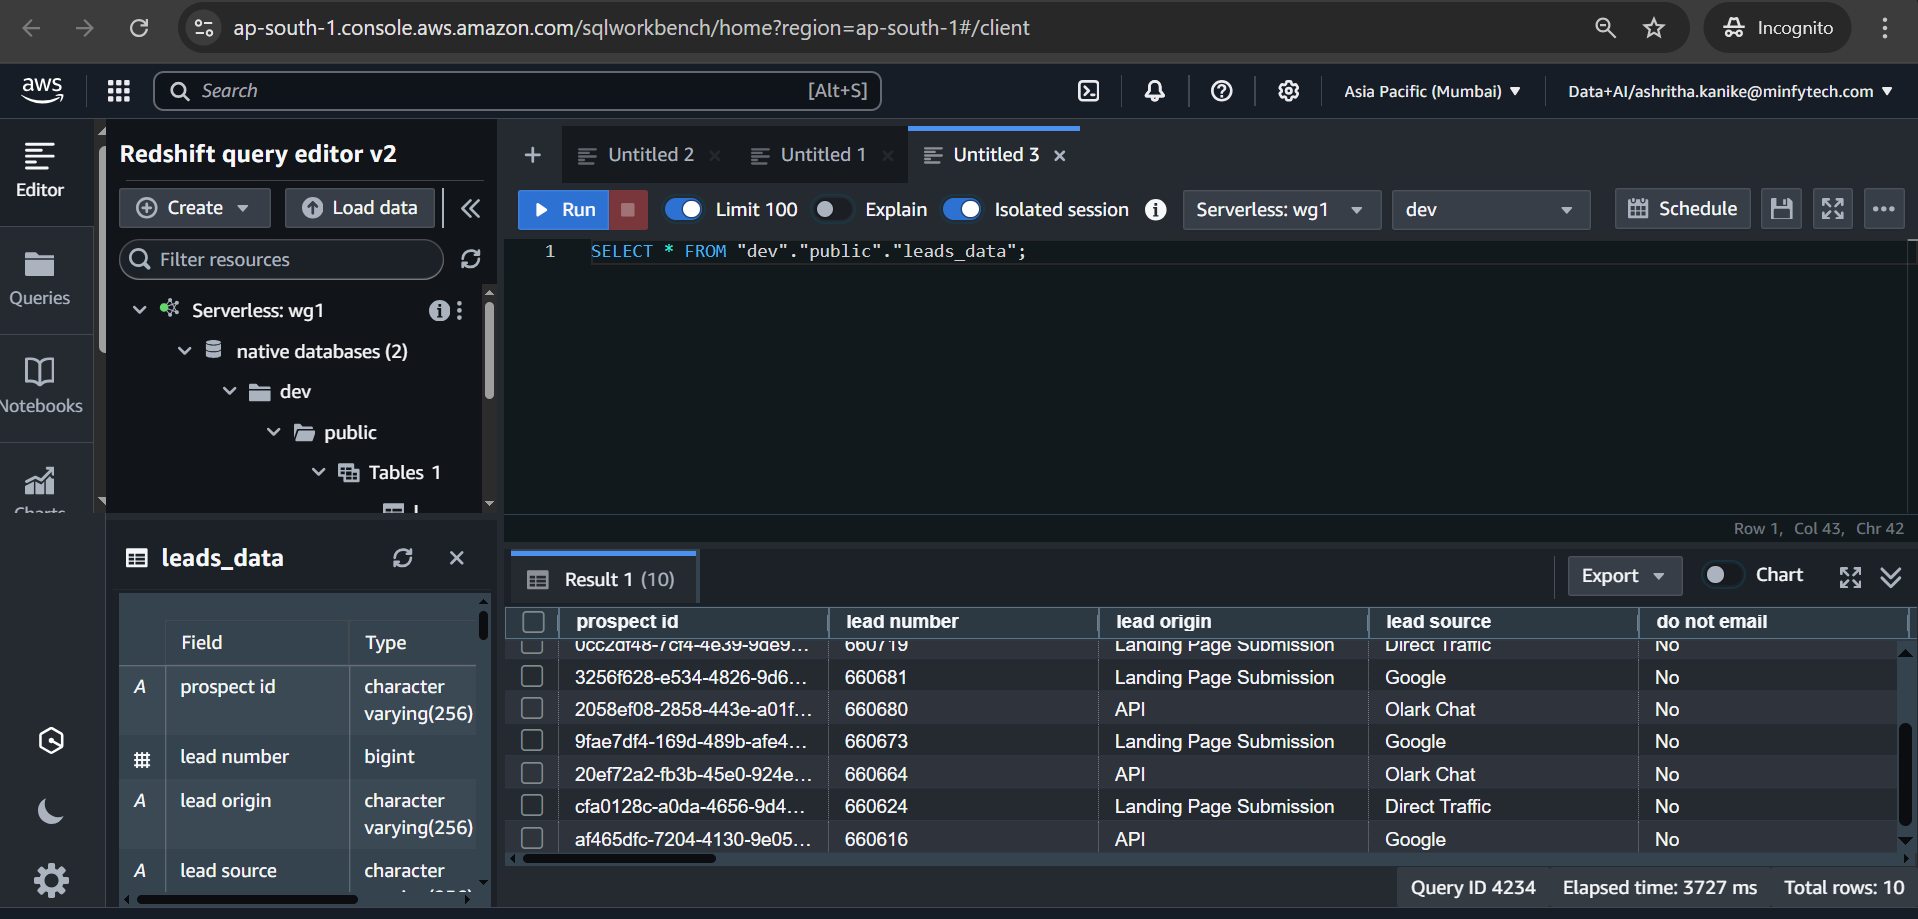 ap-south-1.console.aws.amazon.com/sqlworkbench/home?region=ap-south-1#/client
Incognito
aws
Search
[Alt+S]
Asia Pacific (Mumbai)
Data+AI/ashritha.kanike@minfytech.com
Editor
Queries
Notebooks
Charts
Redshift query editor v2
Create
Load data
Filter resources
Serverless: wg1
native databases (2)
dev
public
Tables 1
leads_data
Field Type
prospect id character varying(256)
lead number bigint
lead origin character varying(256)
lead source character
Untitled 2
Untitled 1
Untitled 3
Run
Limit 100
Explain
Isolated session
Serverless: wg1
dev
Schedule
1 SELECT * FROM "dev"."public"."leads_data";
Row 1, Col 43, Chr 42
Result 1 (10)
Export
Chart
prospect id lead number lead origin lead source do not email
0cc2df48-7cf4-4e39-9de9... 660719 Landing Page Submission Direct Traffic No
3256f628-e534-4826-9d6... 660681 Landing Page Submission Google No
2058ef08-2858-443e-a01f... 660680 API Olark Chat No
9fae7df4-169d-489b-afe4... 660673 Landing Page Submission Google No
20ef72a2-fb3b-45e0-924e... 660664 API Olark Chat No
cfa0128c-a0da-4656-9d4... 660624 Landing Page Submission Direct Traffic No
af465dfc-7204-4130-9e05... 660616 API Google No
Query ID 4234 Elapsed time: 3727 ms Total rows: 10